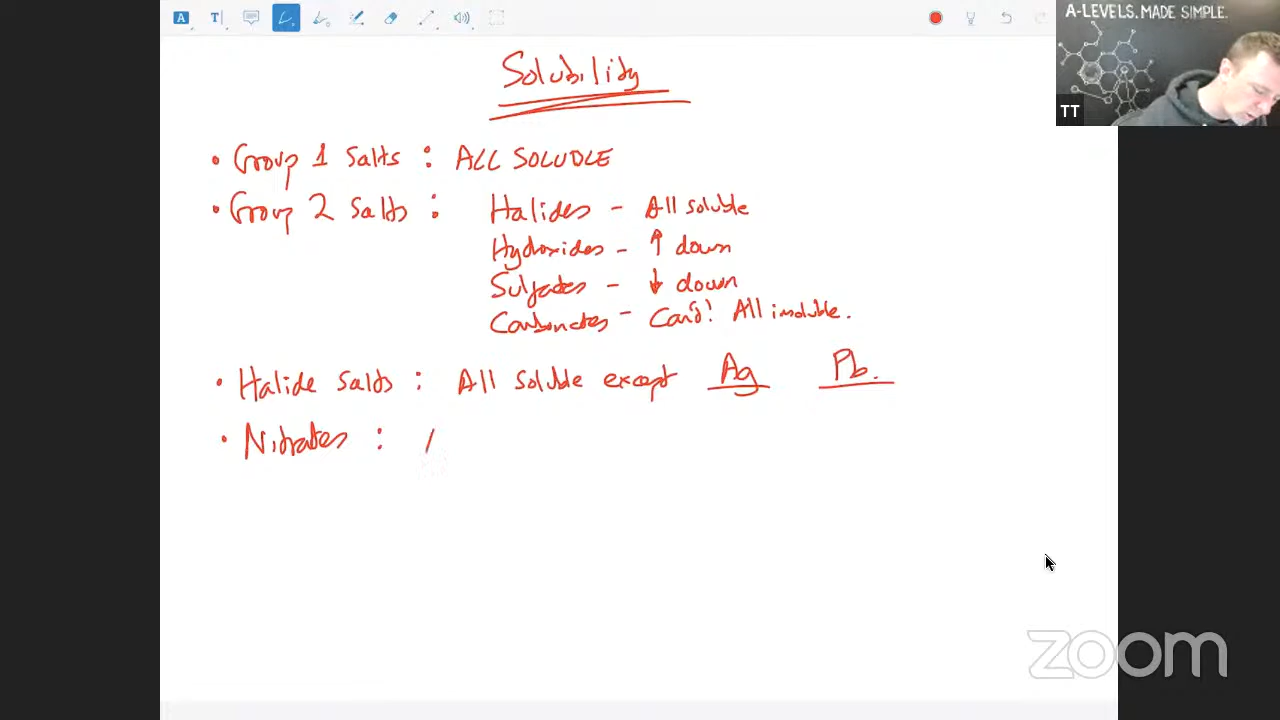 A-LEVELS. MADE SIMPLE.
TT
Solubility
• Group 1 Salts : ALL SOLUBLE
• Group 2 Salts : Halides - All soluble
Hydroxides - ↑ down
Sulfates - ↓ down
Carbonates - All insoluble.
• Halide Salts : All soluble except Ag Pb.
• Nitrates :
zoom